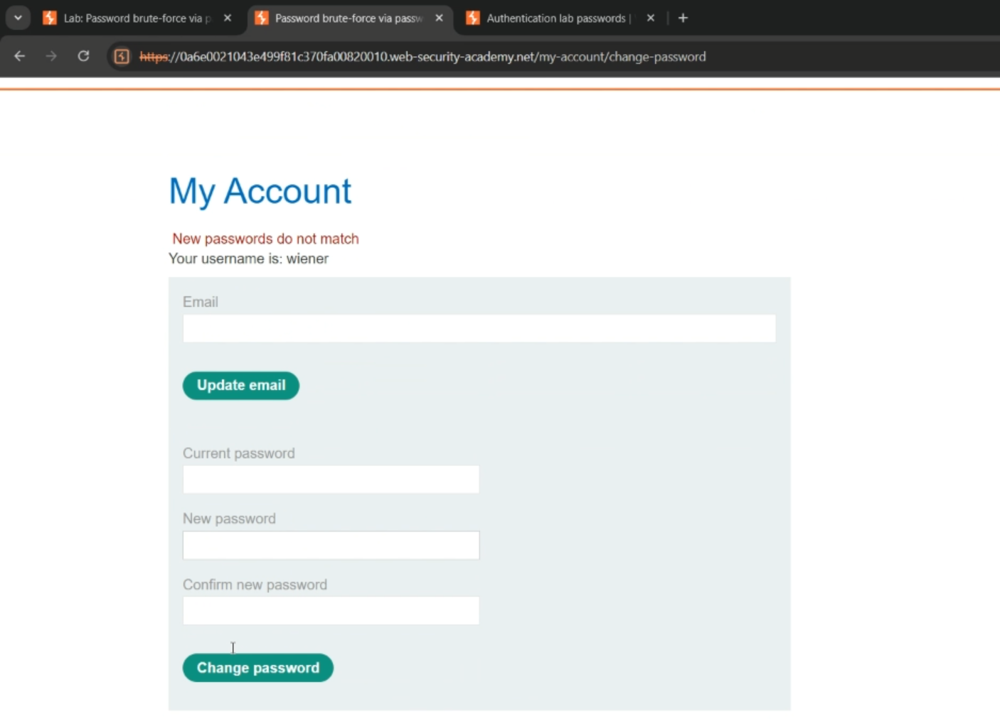 Lab: Password brute-force via p
Password brute-force via passw
Authentication lab passwords |
https://0a6e0021043e499f81c370fa00820010.web-security-academy.net/my-account/change-password
My Account
New passwords do not match
Your username is: wiener
Email
Update email
Current password
New password
Confirm new password
Change password